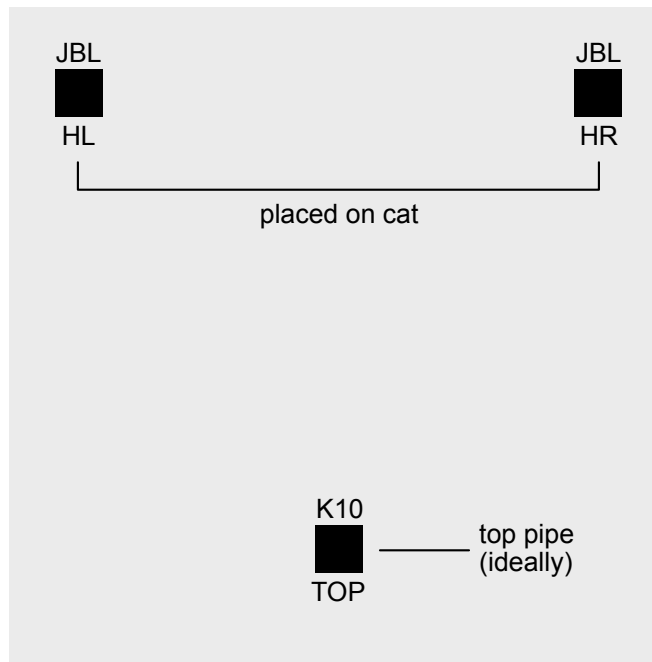 JBL
JBL
HL
HR
placed on cat
K10
top pipe
(ideally)
TOP